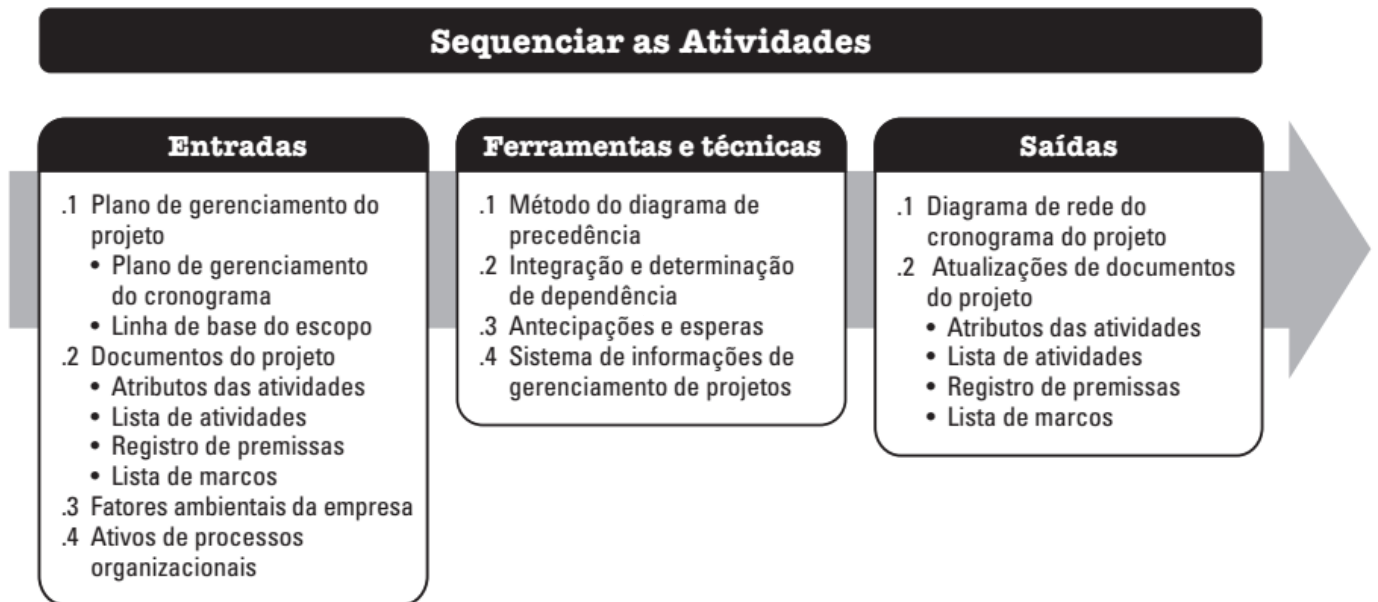 Sequenciar as Atividades
Entradas
.1 Plano de gerenciamento do
projeto
• Plano de gerenciamento
do cronograma
• Linha de base do escopo
.2 Documentos do projeto
• Atributos das atividades
• Lista de atividades
• Registro de premissas
• Lista de marcos
.3 Fatores ambientais da empresa
.4 Ativos de processos
organizacionais
Ferramentas e técnicas
.1 Método do diagrama de
precedência
.2 Integração e determinação
de dependência
.3 Antecipações e esperas
.4 Sistema de informações de
gerenciamento de projetos
Saídas
.1 Diagrama de rede do
cronograma do projeto
.2 Atualizações de documentos
do projeto
• Atributos das atividades
• Lista de atividades
• Registro de premissas
• Lista de marcos